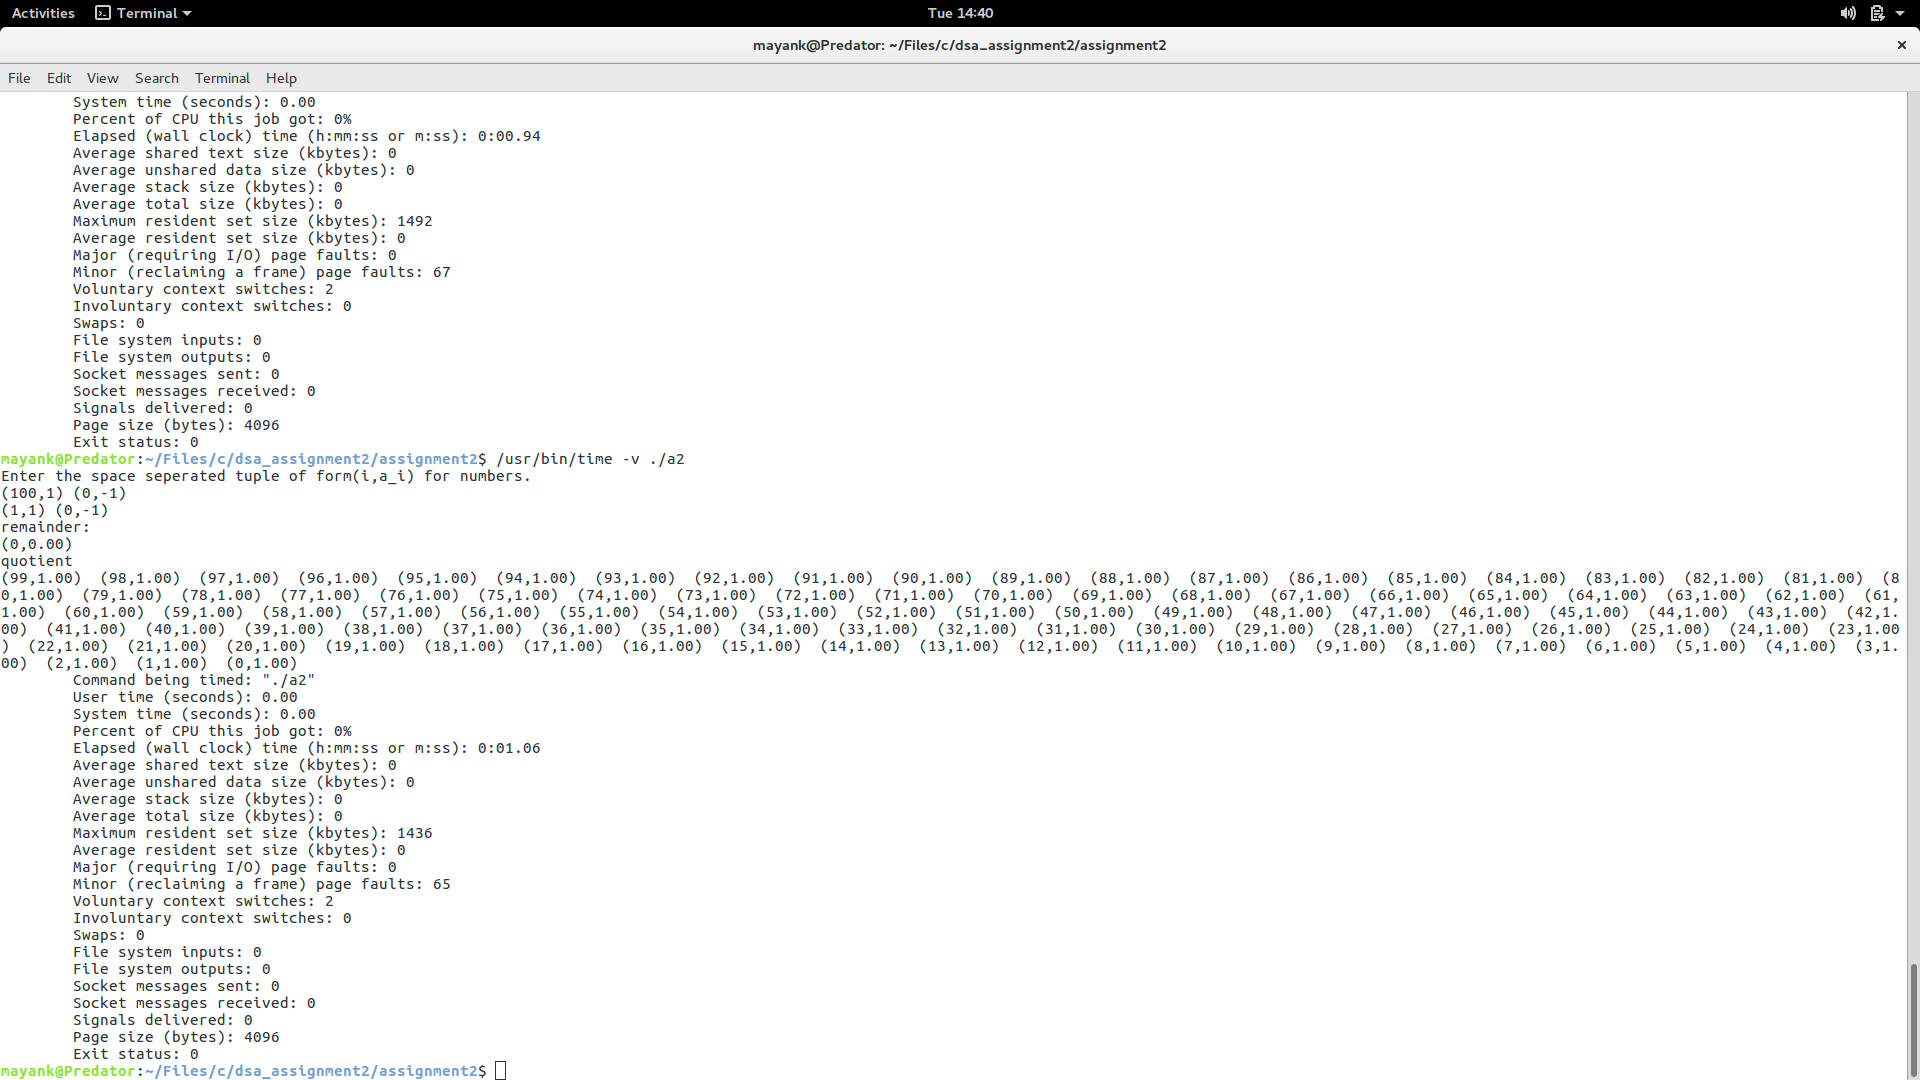 Activities Terminal Tue 14:40
mayank@Predator: ~/Files/c/dsa_assignment2/assignment2 ×
File Edit View Search Terminal Help
System time (seconds): 0.00
Percent of CPU this job got: 0%
Elapsed (wall clock) time (h:mm:ss or m:ss): 0:00.94
Average shared text size (kbytes): 0
Average unshared data size (kbytes): 0
Average stack size (kbytes): 0
Average total size (kbytes): 0
Maximum resident set size (kbytes): 1492
Average resident set size (kbytes): 0
Major (requiring I/O) page faults: 0
Minor (reclaiming a frame) page faults: 67
Voluntary context switches: 2
Involuntary context switches: 0
Swaps: 0
File system inputs: 0
File system outputs: 0
Socket messages sent: 0
Socket messages received: 0
Signals delivered: 0
Page size (bytes): 4096
Exit status: 0
mayank@Predator:~/Files/c/dsa_assignment2/assignment2$ /usr/bin/time -v ./a2
Enter the space seperated tuple of form(i,a_i) for numbers.
(100,1) (0,-1)
(1,1) (0,-1)
remainder:
(0,0.00)
quotient
(99,1.00)  (98,1.00)  (97,1.00)  (96,1.00)  (95,1.00)  (94,1.00)  (93,1.00)  (92,1.00)  (91,1.00)  (90,1.00)  (89,1.00)  (88,1.00)  (87,1.00)  (86,1.00)  (85,1.00)  (84,1.00)  (83,1.00)  (82,1.00)  (81,1.00)  (8
0,1.00)  (79,1.00)  (78,1.00)  (77,1.00)  (76,1.00)  (75,1.00)  (74,1.00)  (73,1.00)  (72,1.00)  (71,1.00)  (70,1.00)  (69,1.00)  (68,1.00)  (67,1.00)  (66,1.00)  (65,1.00)  (64,1.00)  (63,1.00)  (62,1.00)  (61,
1.00)  (60,1.00)  (59,1.00)  (58,1.00)  (57,1.00)  (56,1.00)  (55,1.00)  (54,1.00)  (53,1.00)  (52,1.00)  (51,1.00)  (50,1.00)  (49,1.00)  (48,1.00)  (47,1.00)  (46,1.00)  (45,1.00)  (44,1.00)  (43,1.00)  (42,1.
00)  (41,1.00)  (40,1.00)  (39,1.00)  (38,1.00)  (37,1.00)  (36,1.00)  (35,1.00)  (34,1.00)  (33,1.00)  (32,1.00)  (31,1.00)  (30,1.00)  (29,1.00)  (28,1.00)  (27,1.00)  (26,1.00)  (25,1.00)  (24,1.00)  (23,1.00
)  (22,1.00)  (21,1.00)  (20,1.00)  (19,1.00)  (18,1.00)  (17,1.00)  (16,1.00)  (15,1.00)  (14,1.00)  (13,1.00)  (12,1.00)  (11,1.00)  (10,1.00)  (9,1.00)  (8,1.00)  (7,1.00)  (6,1.00)  (5,1.00)  (4,1.00)  (3,1.
00)  (2,1.00)  (1,1.00)  (0,1.00)
Command being timed: "./a2"
User time (seconds): 0.00
System time (seconds): 0.00
Percent of CPU this job got: 0%
Elapsed (wall clock) time (h:mm:ss or m:ss): 0:01.06
Average shared text size (kbytes): 0
Average unshared data size (kbytes): 0
Average stack size (kbytes): 0
Average total size (kbytes): 0
Maximum resident set size (kbytes): 1436
Average resident set size (kbytes): 0
Major (requiring I/O) page faults: 0
Minor (reclaiming a frame) page faults: 65
Voluntary context switches: 2
Involuntary context switches: 0
Swaps: 0
File system inputs: 0
File system outputs: 0
Socket messages sent: 0
Socket messages received: 0
Signals delivered: 0
Page size (bytes): 4096
Exit status: 0
mayank@Predator:~/Files/c/dsa_assignment2/assignment2$